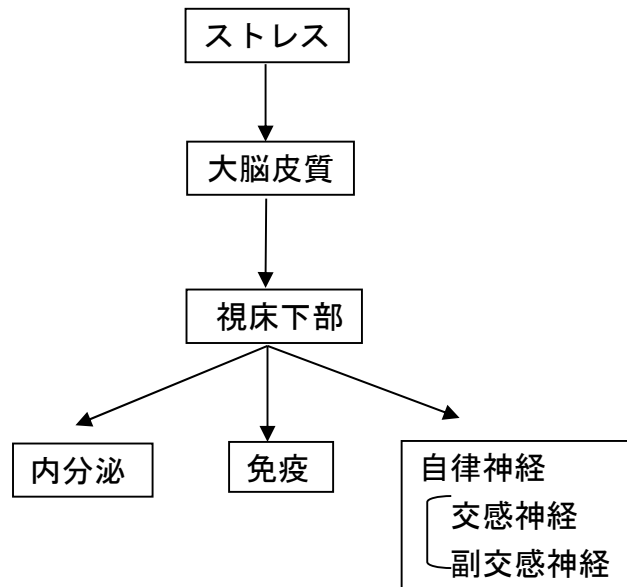 ストレス
大脳皮質
視床下部
内分泌
免疫
自律神経
交感神経
副交感神経